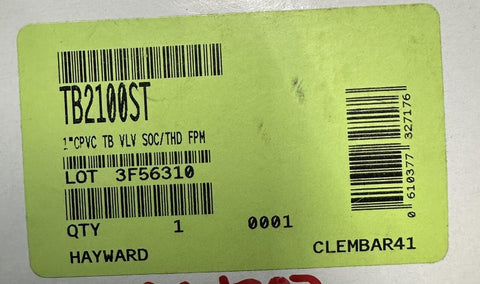 TB2100ST
1"CPVC TB VLV SOC/THD FPM
LOT 3F56310
QTY 1 0001
HAYWARD CLEMBAR41
0 610377 327176